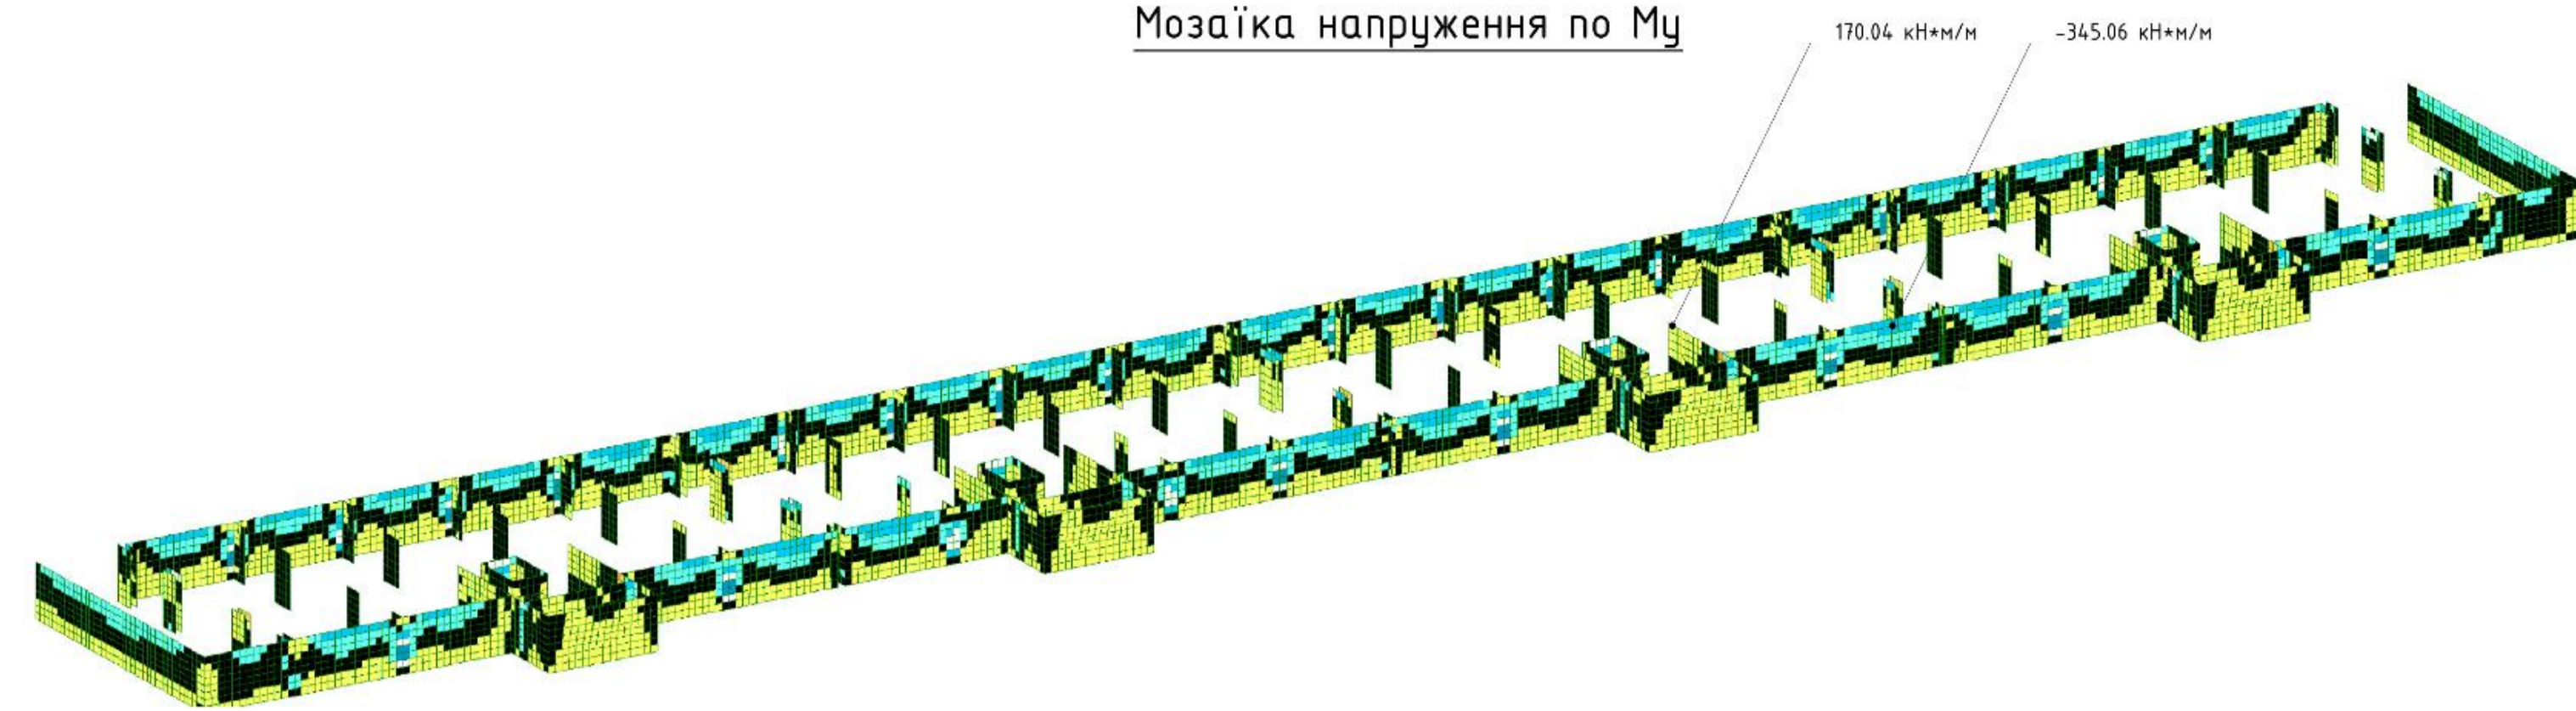 Мозаїка напруження по Му
170.04 кН*м/м
-345.06 кН*м/м